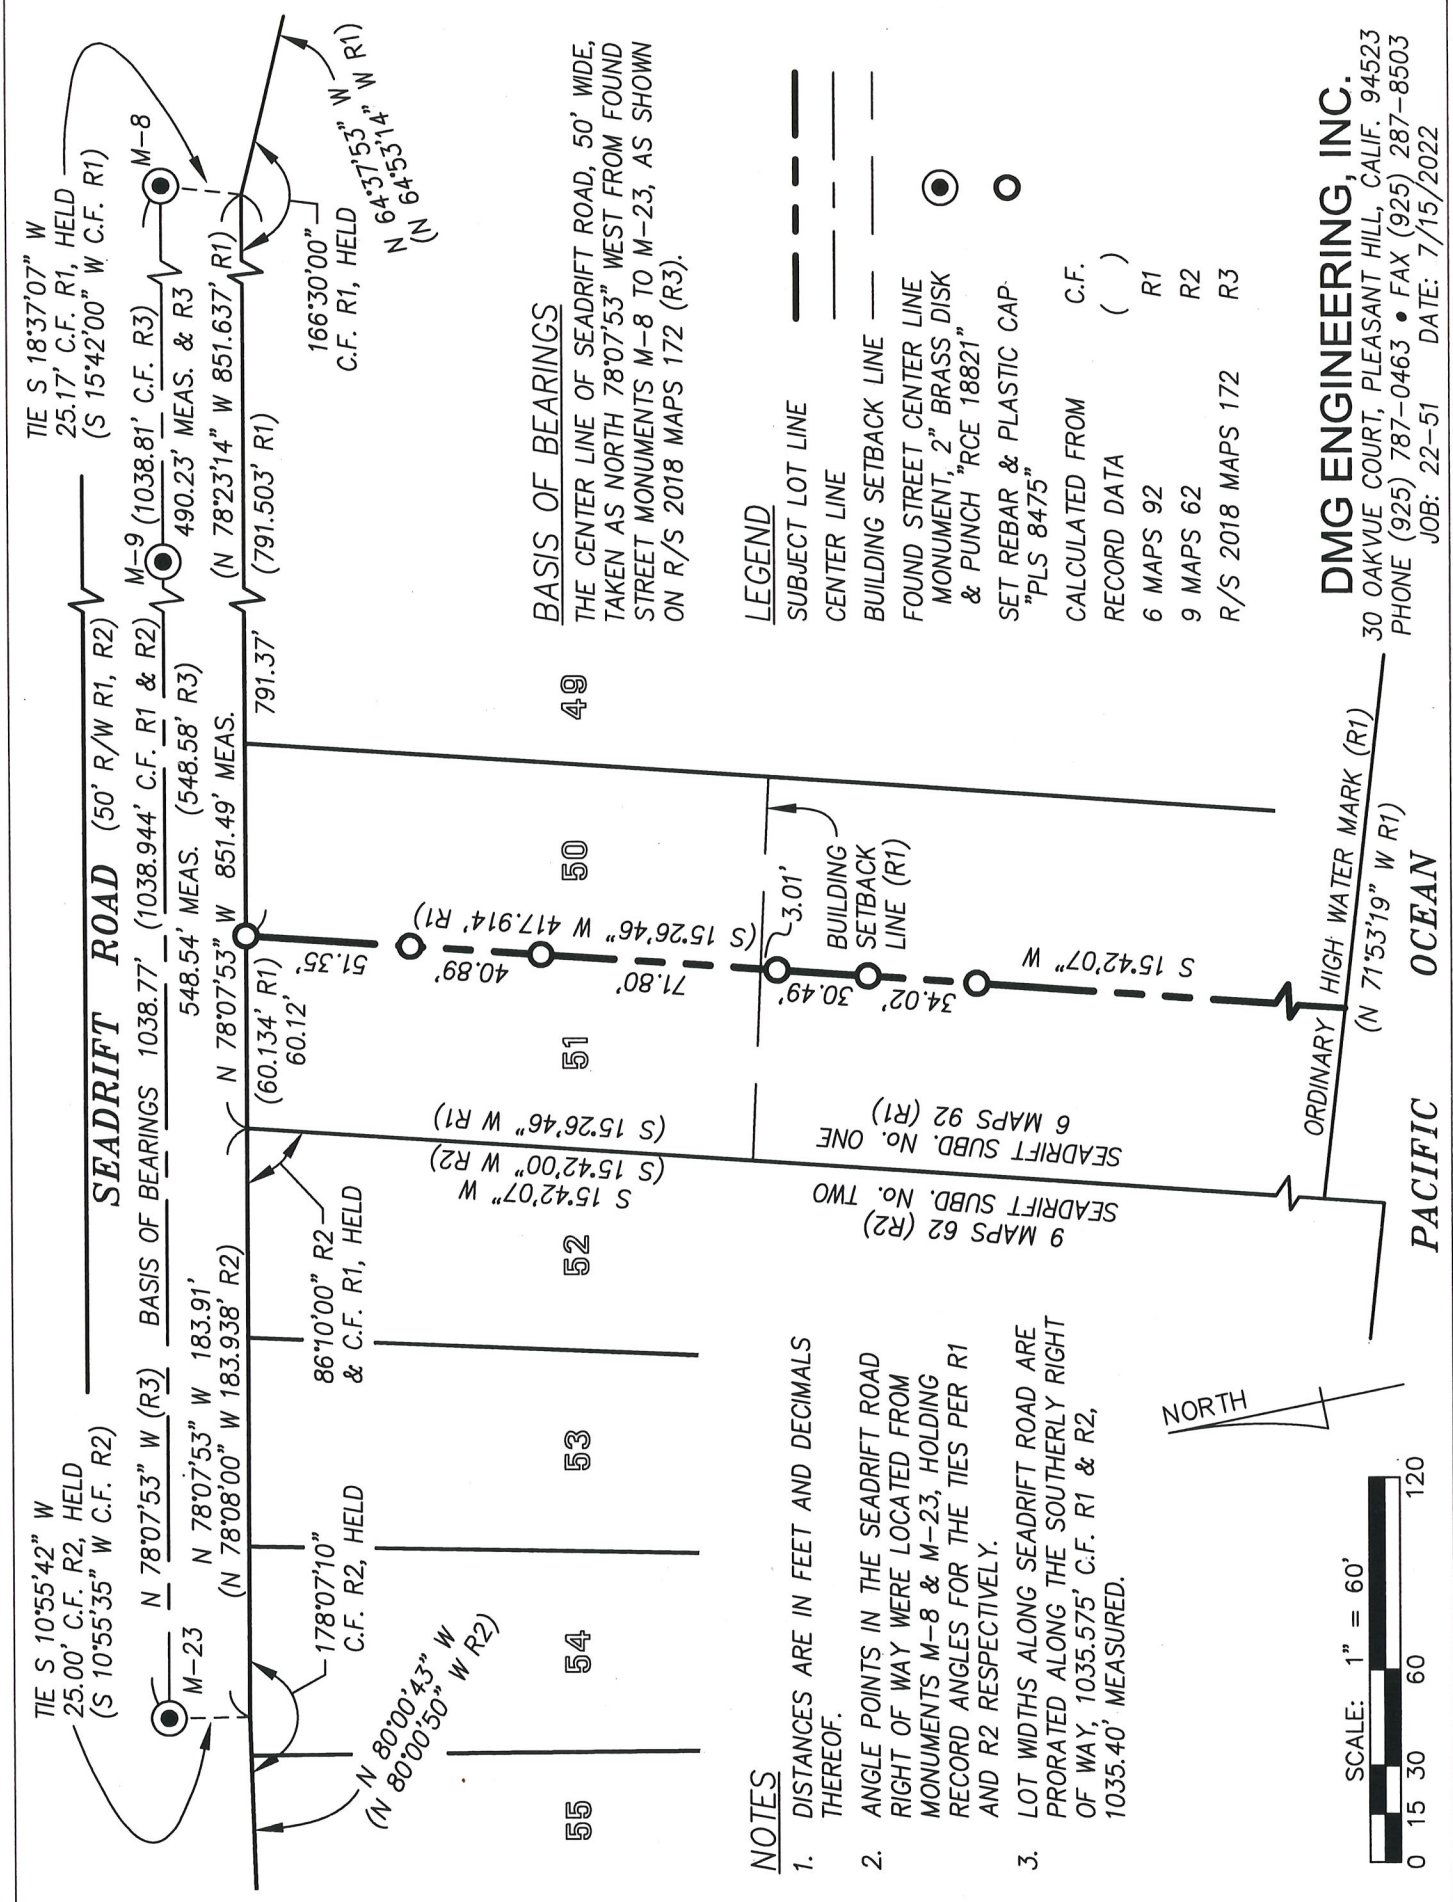 TIE S 10°55'42" W
25.00' C.F. R2, HELD
(S 10°55'35" W C.F. R2)
TIE S 18°37'07" W
25.17' C.F. R1, HELD
(S 15°42'00" W C.F. R1)
SEADRIFT ROAD (50' R/W R1, R2)
M-23
N 78°07'53" W (R3) BASIS OF BEARINGS 1038.77' (1038.944' C.F. R1 & R2)
M-9 (1038.81' C.F. R3)
M-8
548.54' MEAS. (548.58' R3)
490.23' MEAS. & R3
N 78°07'53" W 183.91'
(N 78°08'00" W 183.938' R2)
N 78°07'53" W 851.49' MEAS.
(N 78°23'14" W 851.637' R1)
(60.134' R1)
60.12'
791.37'
(791.503' R1)
178°07'10"
C.F. R2, HELD
N 80°00'43" W
(N 80°00'50" W R2)
86°10'00" R2
& C.F. R1, HELD
166°30'00"
C.F. R1, HELD
N 64°37'53" W
(N 64°53'14" W R1)
55
54
53
52
51
50
49
S 15°42'07" W
(S 15°42'00" W R2)
(S 15°26'46" W R1)
51.35'
40.89'
71.80'
(S 15°26'46" W 417.914' R1)
3.01'
30.49'
34.02'
S 15°42'07" W
BUILDING
SETBACK
LINE (R1)
SEADRIFT SUBD. No. ONE
6 MAPS 92 (R1)
SEADRIFT SUBD. No. TWO
9 MAPS 62 (R2)
ORDINARY HIGH WATER MARK (R1)
(N 71°53'19" W R1)
PACIFIC OCEAN
BASIS OF BEARINGS
THE CENTER LINE OF SEADRIFT ROAD, 50' WIDE,
TAKEN AS NORTH 78°07'53" WEST FROM FOUND
STREET MONUMENTS M-8 TO M-23, AS SHOWN
ON R/S 2018 MAPS 172 (R3).
LEGEND
SUBJECT LOT LINE
CENTER LINE
BUILDING SETBACK LINE
FOUND STREET CENTER LINE
MONUMENT, 2" BRASS DISK
& PUNCH "RCE 18821"
SET REBAR & PLASTIC CAP
"PLS 8475"
CALCULATED FROM C.F.
RECORD DATA ( )
6 MAPS 92 R1
9 MAPS 62 R2
R/S 2018 MAPS 172 R3
NOTES
1. DISTANCES ARE IN FEET AND DECIMALS
THEREOF.
2. ANGLE POINTS IN THE SEADRIFT ROAD
RIGHT OF WAY WERE LOCATED FROM
MONUMENTS M-8 & M-23, HOLDING
RECORD ANGLES FOR THE TIES PER R1
AND R2 RESPECTIVELY.
3. LOT WIDTHS ALONG SEADRIFT ROAD ARE
PRORATED ALONG THE SOUTHERLY RIGHT
OF WAY, 1035.575' C.F. R1 & R2,
1035.40' MEASURED.
NORTH
SCALE: 1" = 60'
0 15 30 60 120
DMG ENGINEERING, INC.
30 OAKVUE COURT, PLEASANT HILL, CALIF. 94523
PHONE (925) 787-0463 • FAX (925) 287-8503
JOB: 22-51 DATE: 7/15/2022